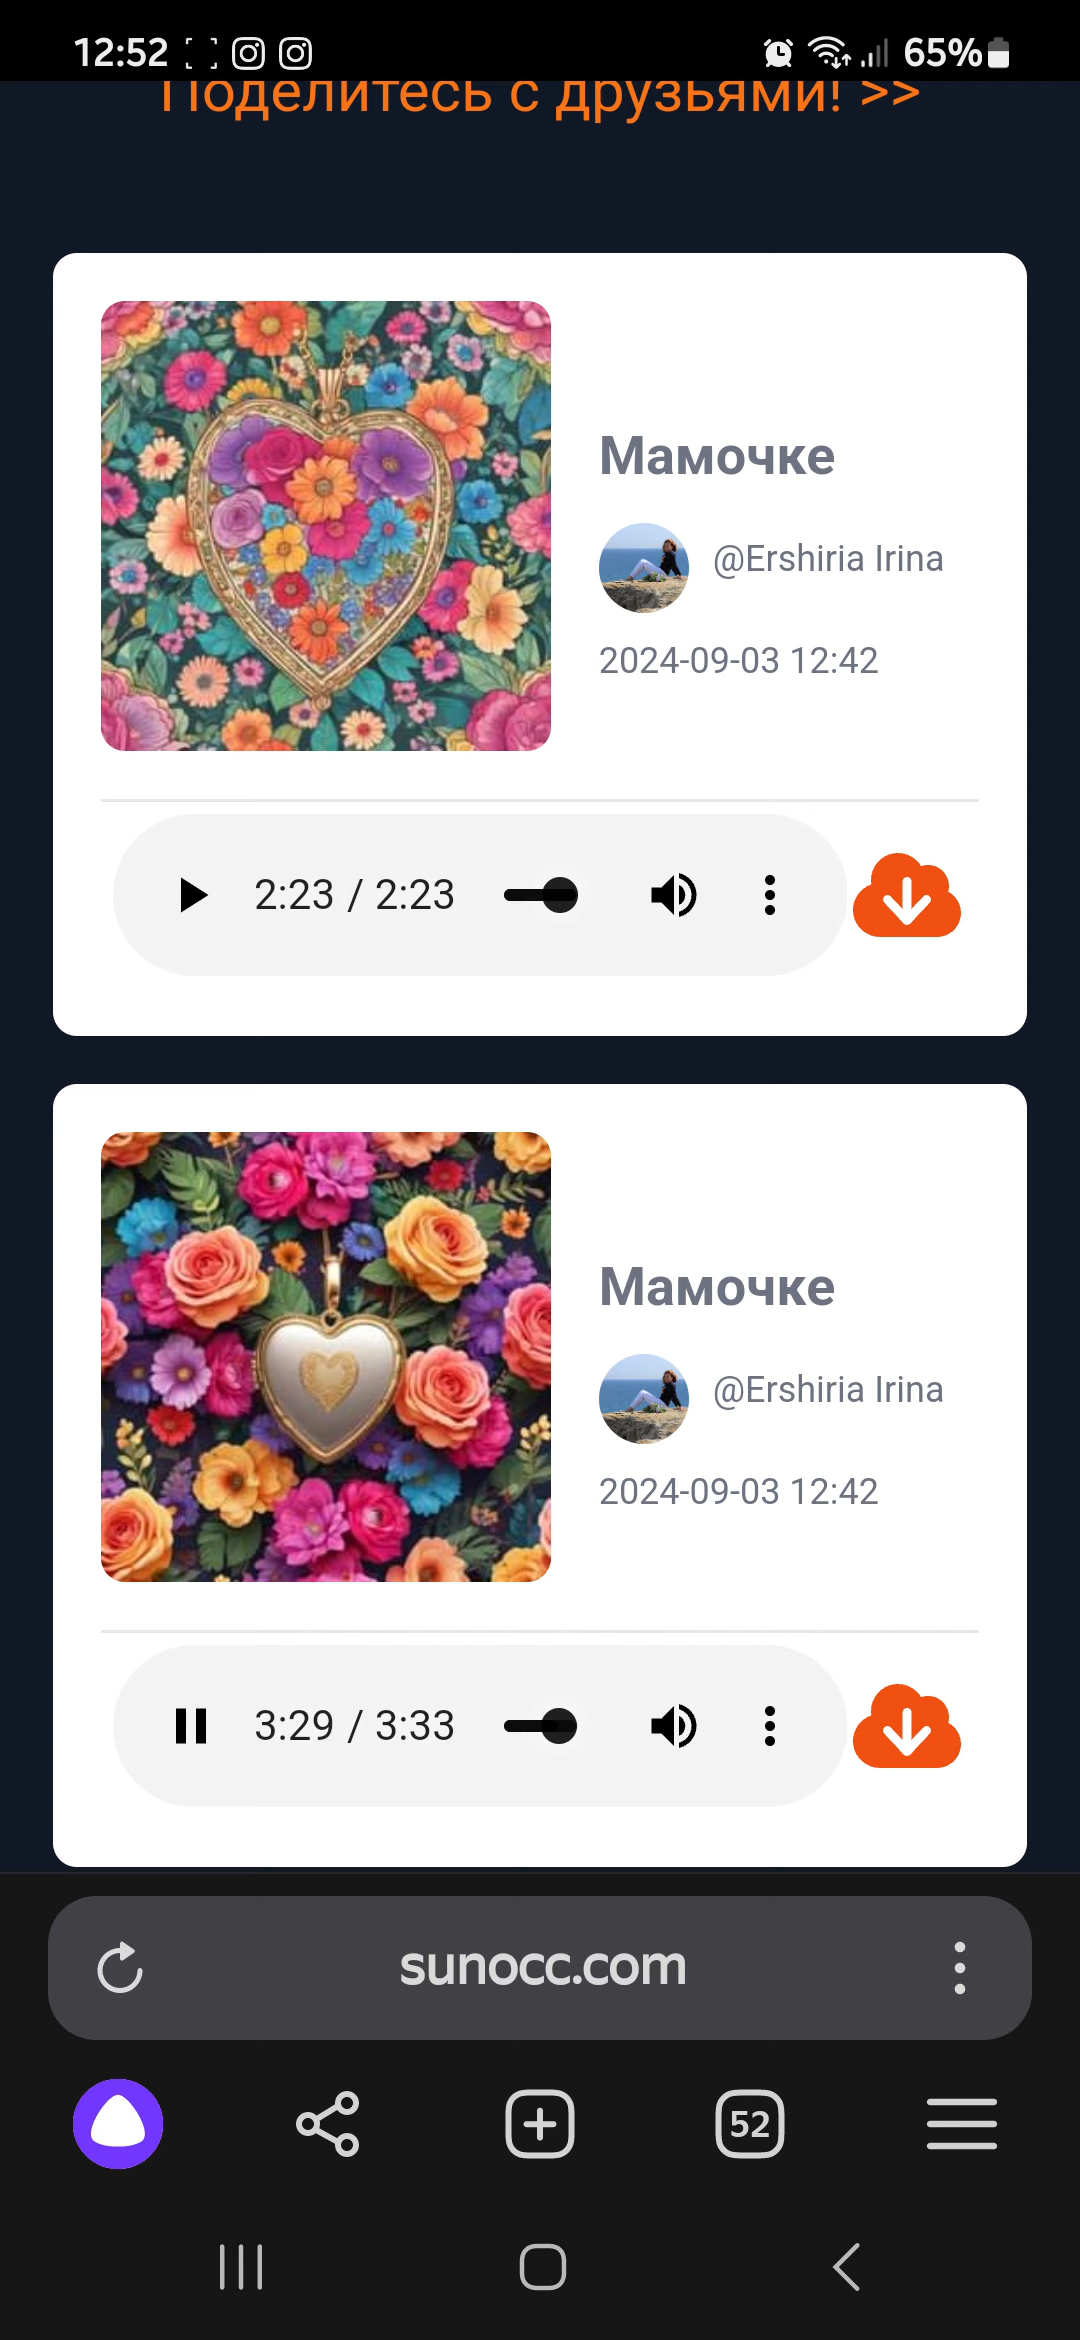 12:52
65%
Поделитесь с друзьями! >>
Мамочке
@Ershiria Irina
2024-09-03 12:42
2:23 / 2:23
Мамочке
@Ershiria Irina
2024-09-03 12:42
3:29 / 3:33
sunocc.com
52